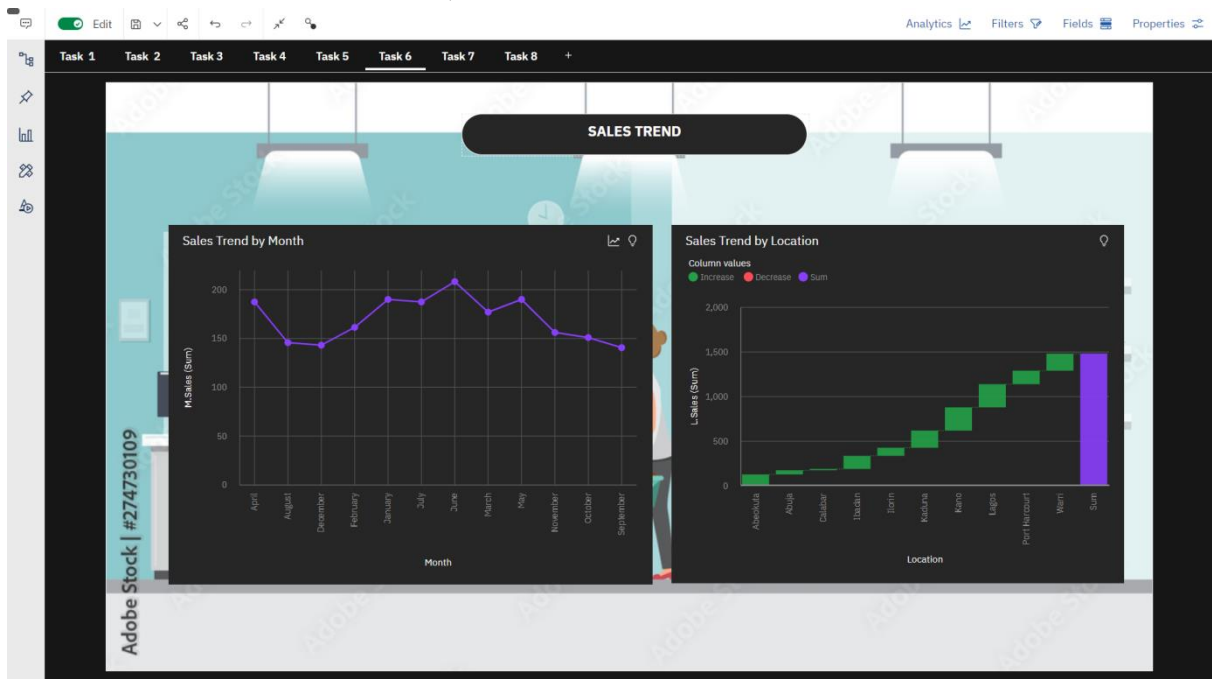 Edit
Analytics Filters Fields Properties
Task 1 Task 2 Task 3 Task 4 Task 5 Task 6 Task 7 Task 8 +
SALES TREND
Sales Trend by Month
200
150
100
50
0
M.Sales (Sum)
April August December February January July June March May November October September
Month
Sales Trend by Location
Column values
Increase Decrease Sum
2,000
1,500
1,000
500
0
L.Sales (Sum)
Abeokuta Abuja Calabar Ibadan Ilorin Kaduna Kano Lagos Port Harcourt Warri Sum
Location
Adobe Stock | #274730109